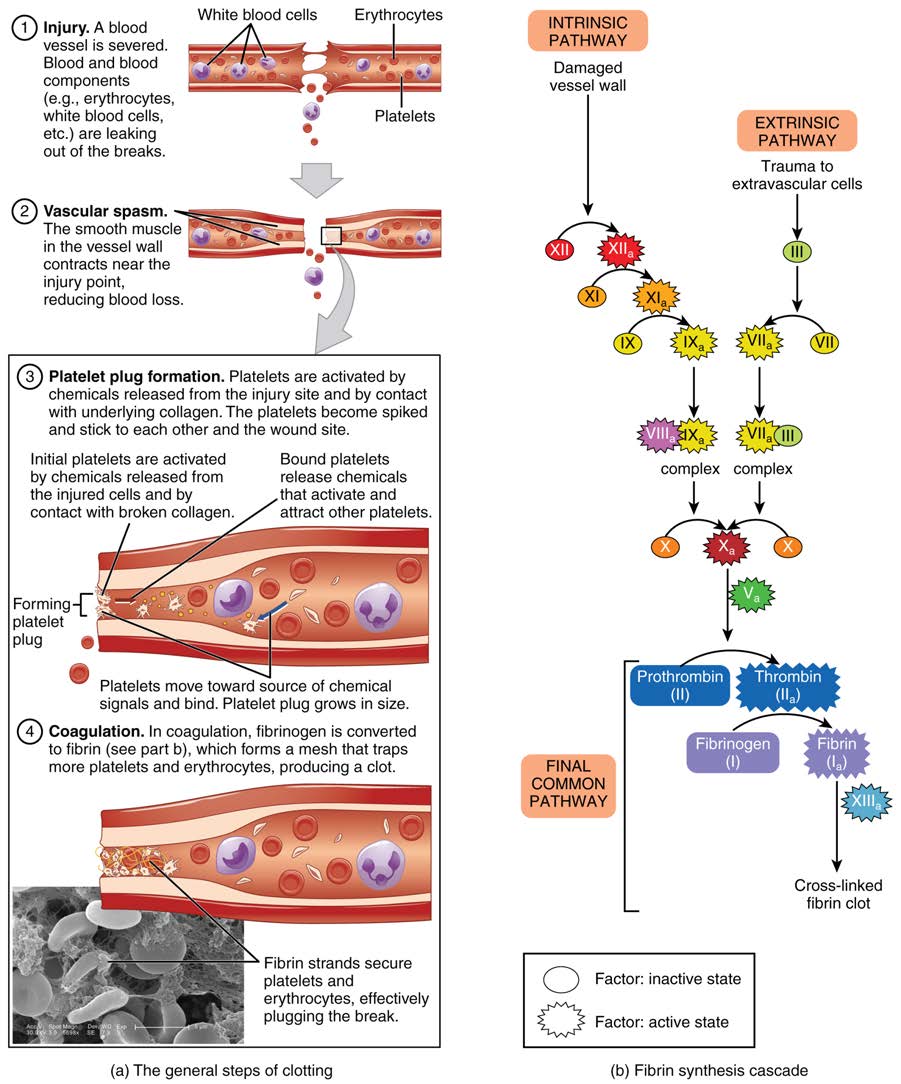 White blood cells
Erythrocytes
1 Injury. A blood
vessel is severed.
Blood and blood
components
(e.g., erythrocytes,
white blood cells,
etc.) are leaking
out of the breaks.
Platelets
2 Vascular spasm.
The smooth muscle
in the vessel wall
contracts near the
injury point,
reducing blood loss.
3 Platelet plug formation. Platelets are activated by
chemicals released from the injury site and by contact
with underlying collagen. The platelets become spiked
and stick to each other and the wound site.
Initial platelets are activated
by chemicals released from
the injured cells and by
contact with broken collagen.
Bound platelets
release chemicals
that activate and
attract other platelets.
Forming
platelet
plug
Platelets move toward source of chemical
signals and bind. Platelet plug grows in size.
4 Coagulation. In coagulation, fibrinogen is converted
to fibrin (see part b), which forms a mesh that traps
more platelets and erythrocytes, producing a clot.
Fibrin strands secure
platelets and
erythrocytes, effectively
plugging the break.
(a) The general steps of clotting
INTRINSIC
PATHWAY
Damaged
vessel wall
EXTRINSIC
PATHWAY
Trauma to
extravascular cells
XII
XIIa
III
XI
XIa
IX
IXa
VIIa
VII
VIIIa
IXa
VIIa
III
complex
complex
X
Xa
X
Va
Prothrombin
(II)
Thrombin
(IIa)
Fibrinogen
(I)
Fibrin
(Ia)
FINAL
COMMON
PATHWAY
XIIIa
Cross-linked
fibrin clot
Factor: inactive state
Factor: active state
(b) Fibrin synthesis cascade